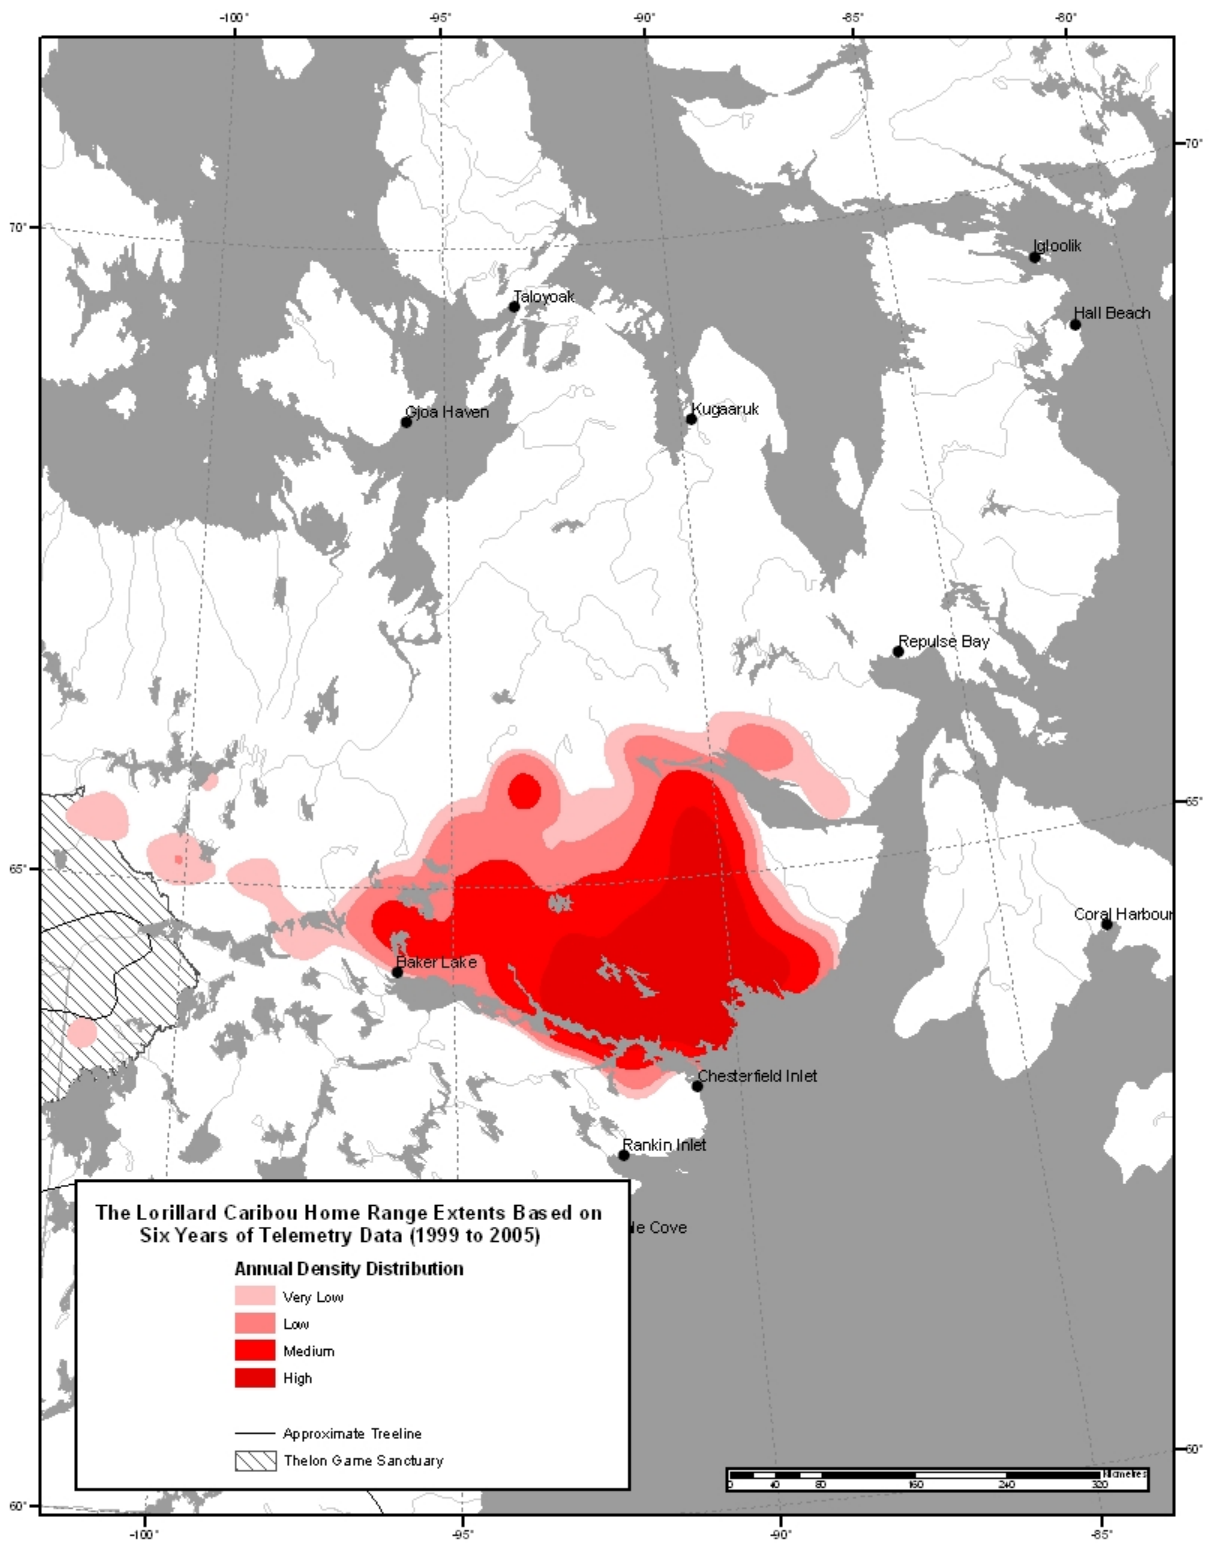 -100° -95° -90° -85° -80°
70°
70°
Igloolik
Taloyoak
Hall Beach
Gjoa Haven
Kugaaruk
Repulse Bay
65°
65°
Coral Harbour
Baker Lake
Chesterfield Inlet
Rankin Inlet
le Cove
The Lorillard Caribou Home Range Extents Based on
Six Years of Telemetry Data (1999 to 2005)
Annual Density Distribution
Very Low
Low
Medium
High
Approximate Treeline
Thelon Game Sanctuary
60°
Kilometres
0 40 80 160 240 320
60°
-100° -95° -90° -85°